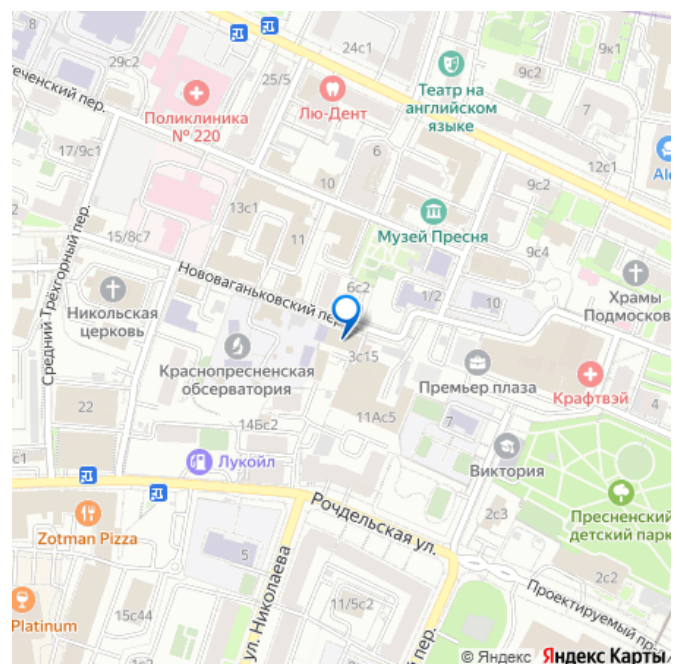 8
24с1
9к1
29с2
9с2
еченский пер.
25/5
Поликлиника
№ 220
Лю-Дент
Театр на
английском
языке
7
17/9с1
6
12с1
Ale
10
9с2
13с1
Музей Пресня
15/8с7
11
9с4
Средний Трёхгорный пер.
Нововаганьковский пер.
6с2
1/2
10
Никольская
церковь
Храмы
Подмосков
3с15
Краснопресненская
обсерватория
Премьер плаза
Крафтвэй
4
22
11Ас5
7
14Бс2
с1
Лукойл
Виктория
Рочдельская ул.
Zotman Pizza
2с3
Пресненский
детский парк
5
ул. Николаева
2с2
Проектируемый пр
Platinum
15с44
11/5с2
пер.
© Яндекс Яндекс Карты